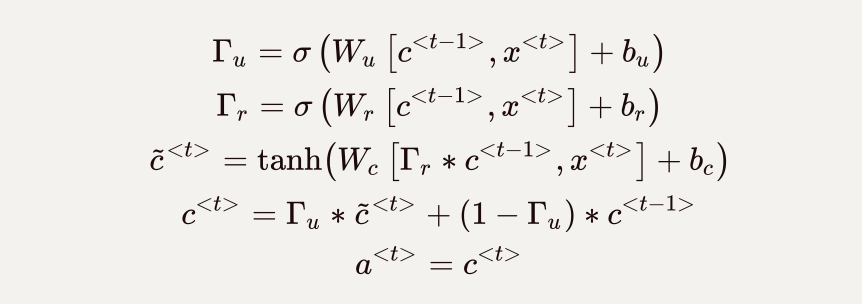 Γ_u = σ(W_u [c^{<t−1>}, x^{<t>}] + b_u)
Γ_r = σ(W_r [c^{<t−1>}, x^{<t>}] + b_r)
c̃^{<t>} = tanh(W_c [Γ_r * c^{<t−1>}, x^{<t>}] + b_c)
c^{<t>} = Γ_u * c̃^{<t>} + (1 − Γ_u) * c^{<t−1>}
a^{<t>} = c^{<t>}